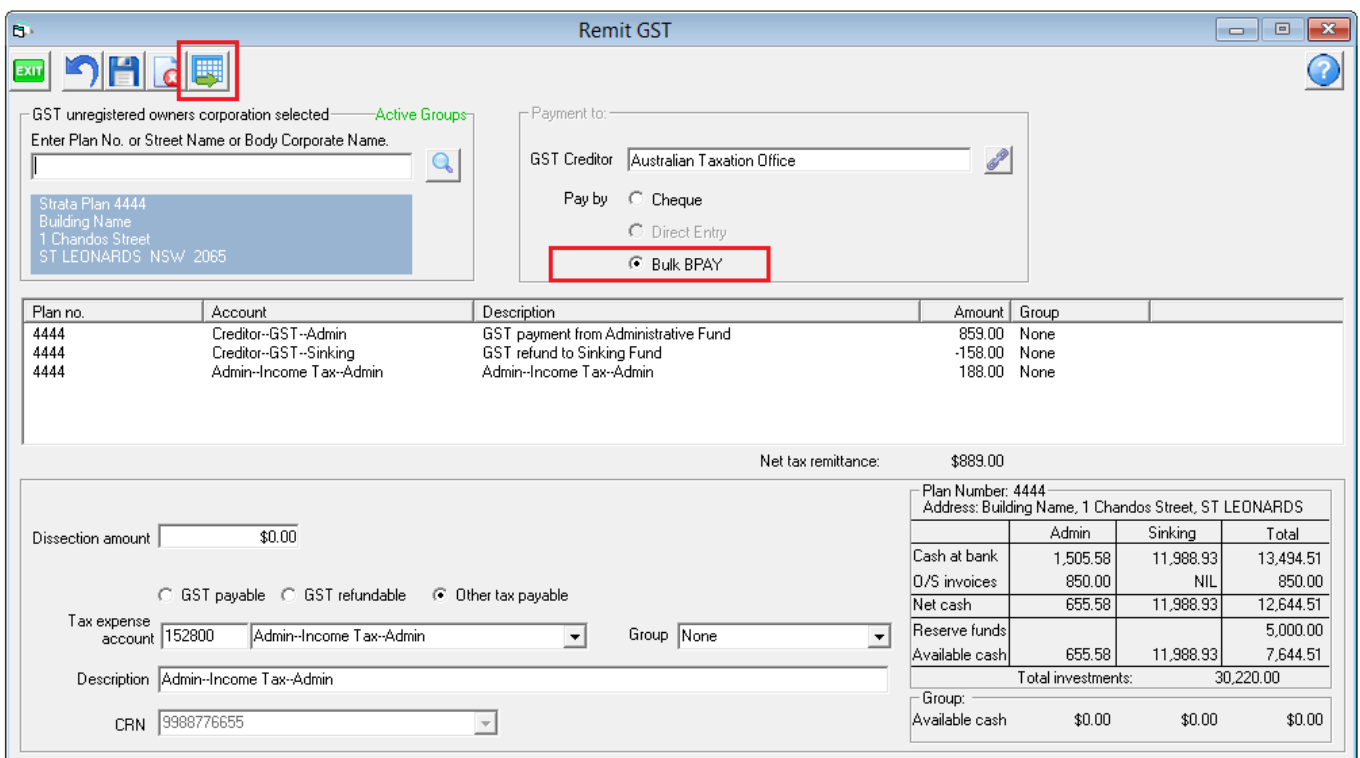 Remit GST
EXIT
GST unregistered owners corporation selected
Active Groups
Enter Plan No. or Street Name or Body Corporate Name.
Strata Plan 4444
Building Name
1 Chandos Street
ST LEONARDS NSW 2065
Payment to:
GST Creditor Australian Taxation Office
Pay by Cheque
Direct Entry
Bulk BPAY
Plan no. Account Description Amount Group
4444 Creditor--GST--Admin GST payment from Administrative Fund 859.00 None
4444 Creditor--GST--Sinking GST refund to Sinking Fund -158.00 None
4444 Admin--Income Tax--Admin Admin--Income Tax--Admin 188.00 None
Net tax remittance: $889.00
Dissection amount $0.00
GST payable GST refundable Other tax payable
Tax expense
account 152800 Admin--Income Tax--Admin Group None
Description Admin--Income Tax--Admin
CRN 9988776655
Plan Number: 4444
Address: Building Name, 1 Chandos Street, ST LEONARDS
Admin Sinking Total
Cash at bank 1,505.58 11,988.93 13,494.51
O/S invoices 850.00 NIL 850.00
Net cash 655.58 11,988.93 12,644.51
Reserve funds 5,000.00
Available cash 655.58 11,988.93 7,644.51
Total investments: 30,220.00
Group:
Available cash $0.00 $0.00 $0.00